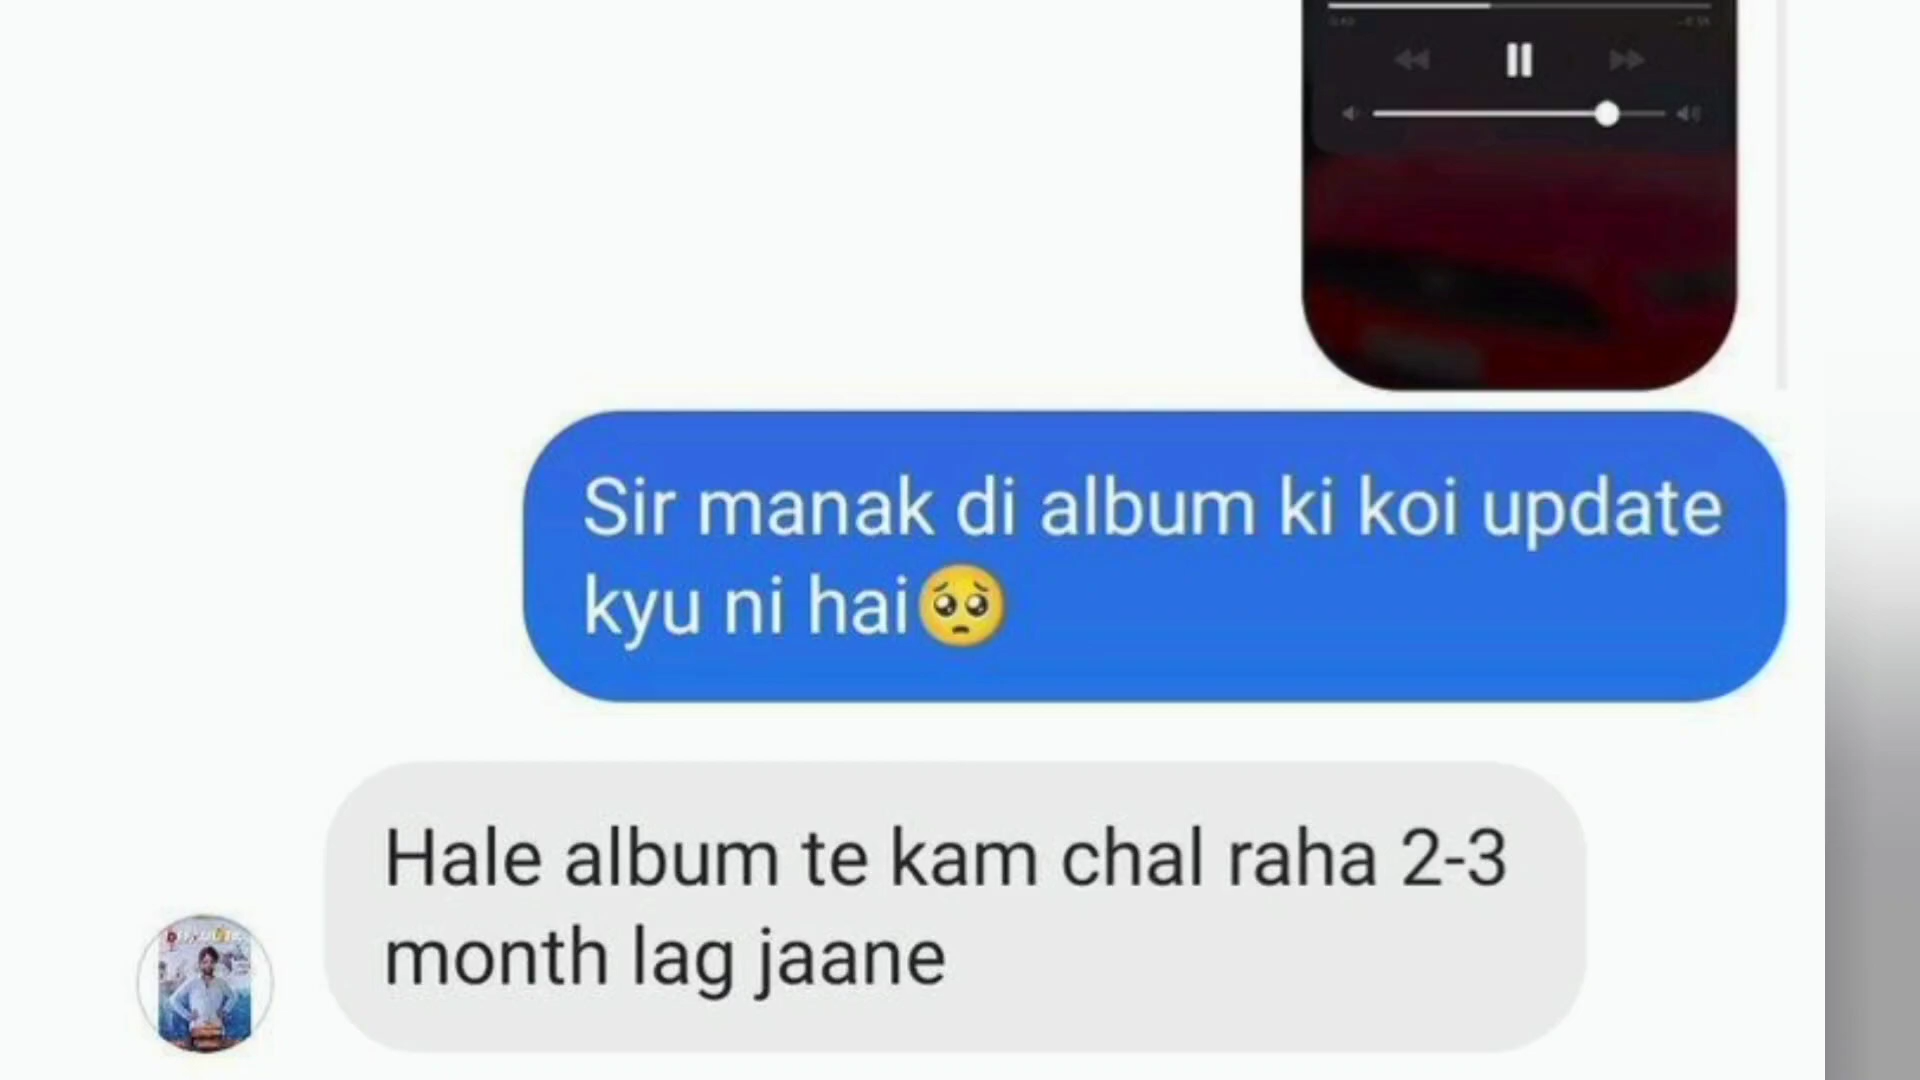 Sir manak di album ki koi update
kyu ni hai🥺
Hale album te kam chal raha 2-3
month lag jaane